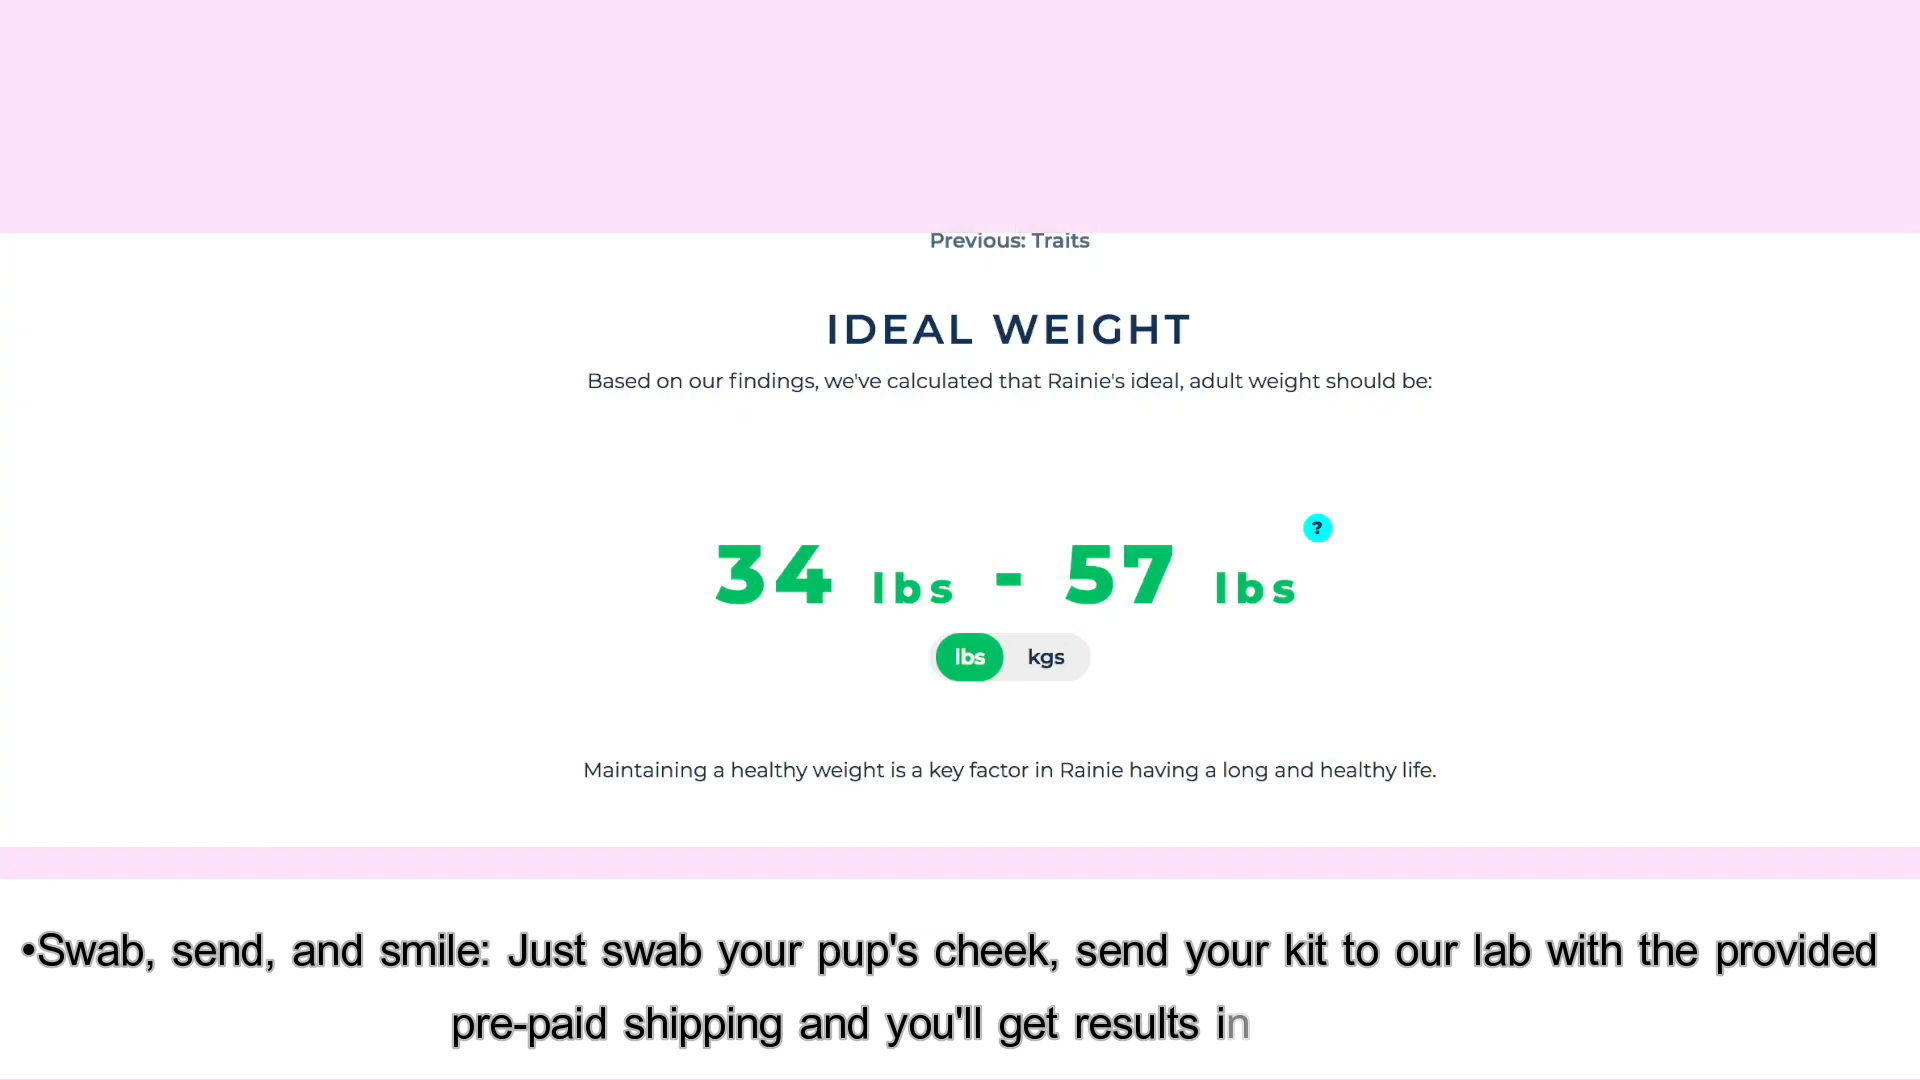 Previous: Traits
IDEAL WEIGHT
Based on our findings, we've calculated that Rainie's ideal, adult weight should be:
?
34 lbs - 57 lbs
lbs kgs
Maintaining a healthy weight is a key factor in Rainie having a long and healthy life.
•Swab, send, and smile: Just swab your pup's cheek, send your kit to our lab with the provided
pre-paid shipping and you'll get results in